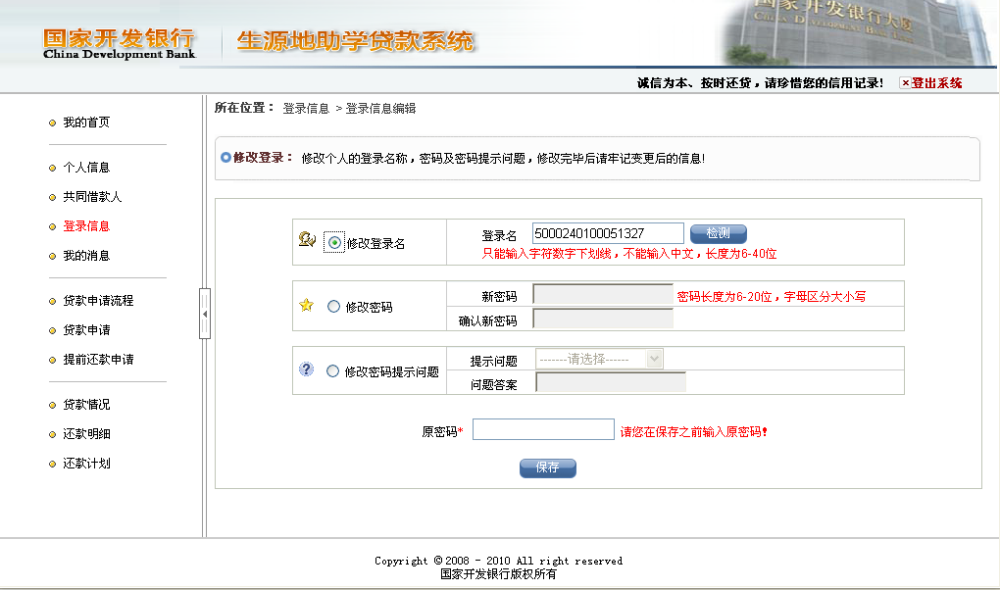 国家开发银行
China Development Bank
生源地助学贷款系统
国家开发银行大厦
诚信为本、按时还贷，请珍惜您的信用记录！
登出系统
所在位置： 登录信息 >登录信息编辑
我的首页
个人信息
共同借款人
登录信息
我的消息
贷款申请流程
贷款申请
提前还款申请
贷款情况
还款明细
还款计划
修改登录： 修改个人的登录名称，密码及密码提示问题，修改完毕后请牢记变更后的信息!
修改登录名
登录名 5000240100051327 检测
只能输入字符数字下划线，不能输入中文，长度为6-40位
修改密码
新密码 密码长度为6-20位，字母区分大小写
确认新密码
修改密码提示问题
提示问题 -------请选择------
问题答案
原密码* 请您在保存之前输入原密码！
保存
Copyright ©2008 - 2010 All right reserved
国家开发银行版权所有